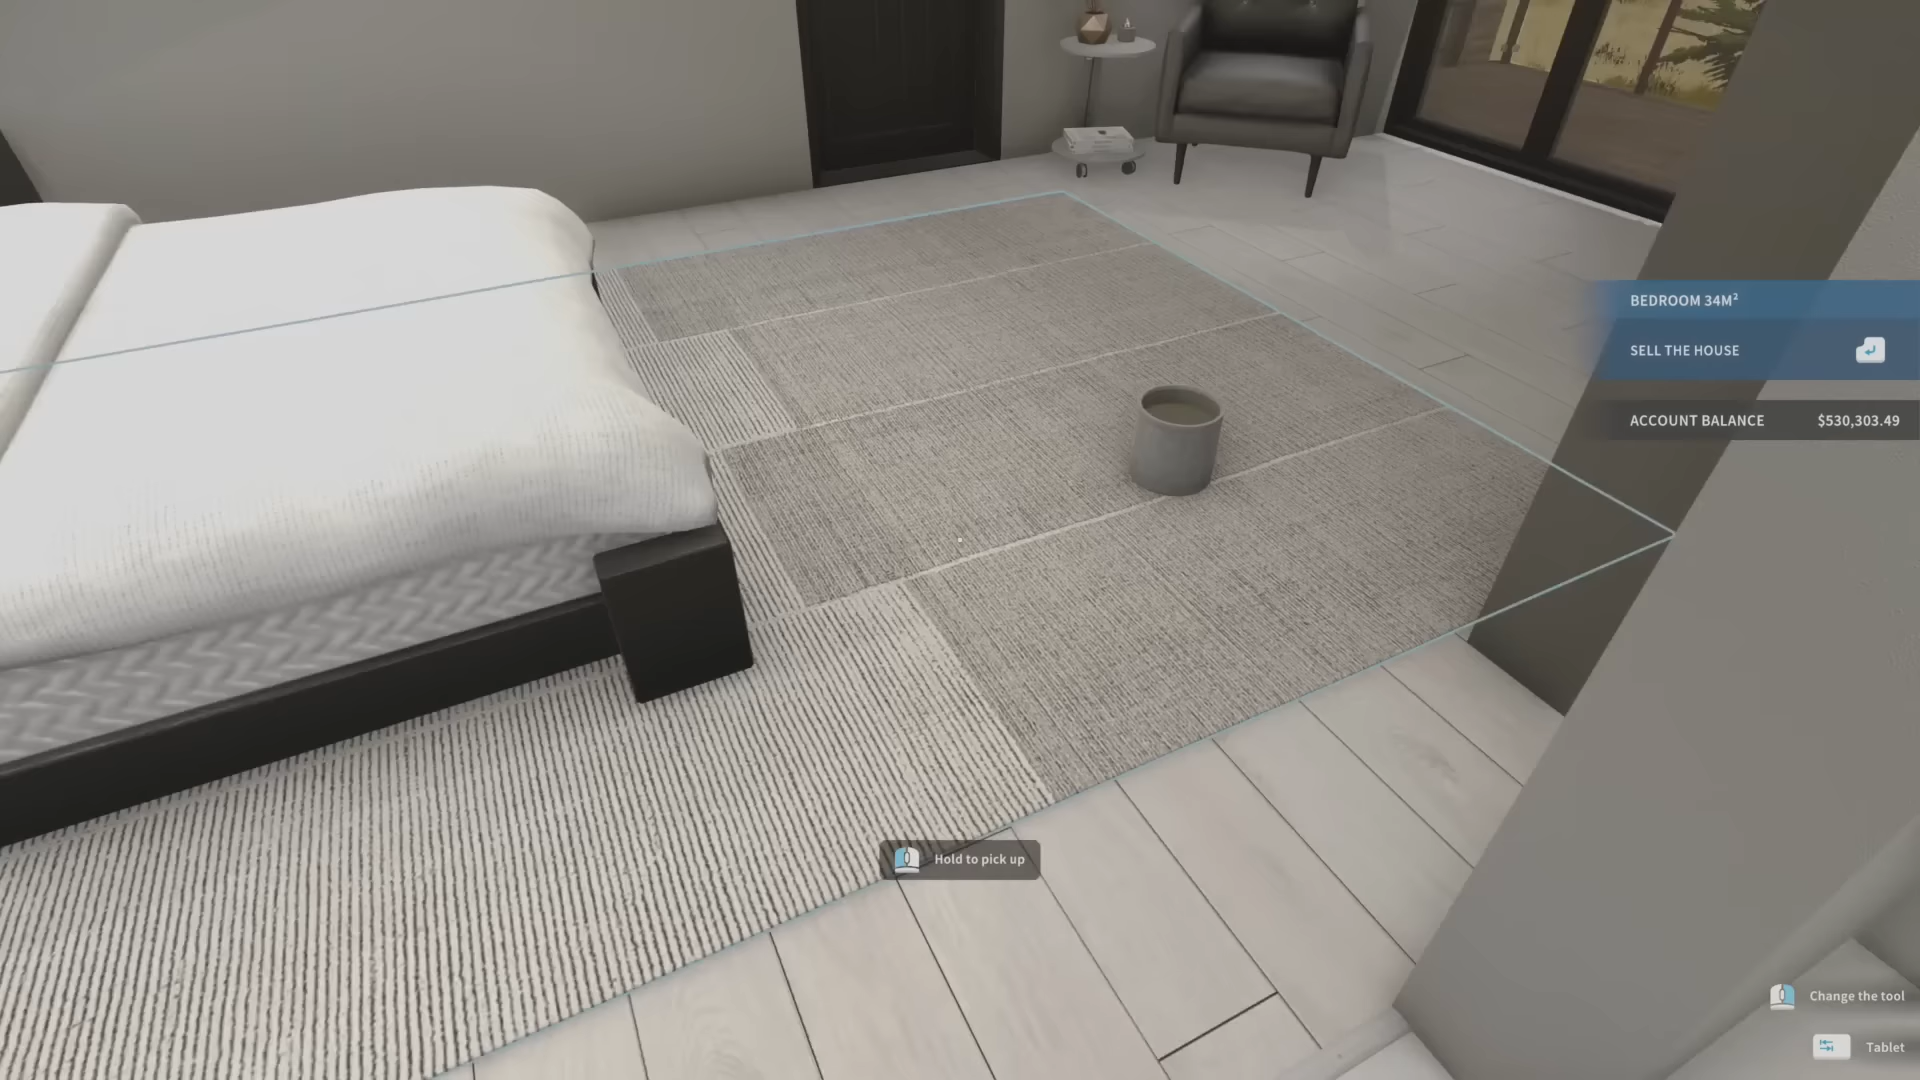 BEDROOM 34M²
SELL THE HOUSE
ACCOUNT BALANCE $530,303.49
Hold to pick up
Change the tool
Tablet